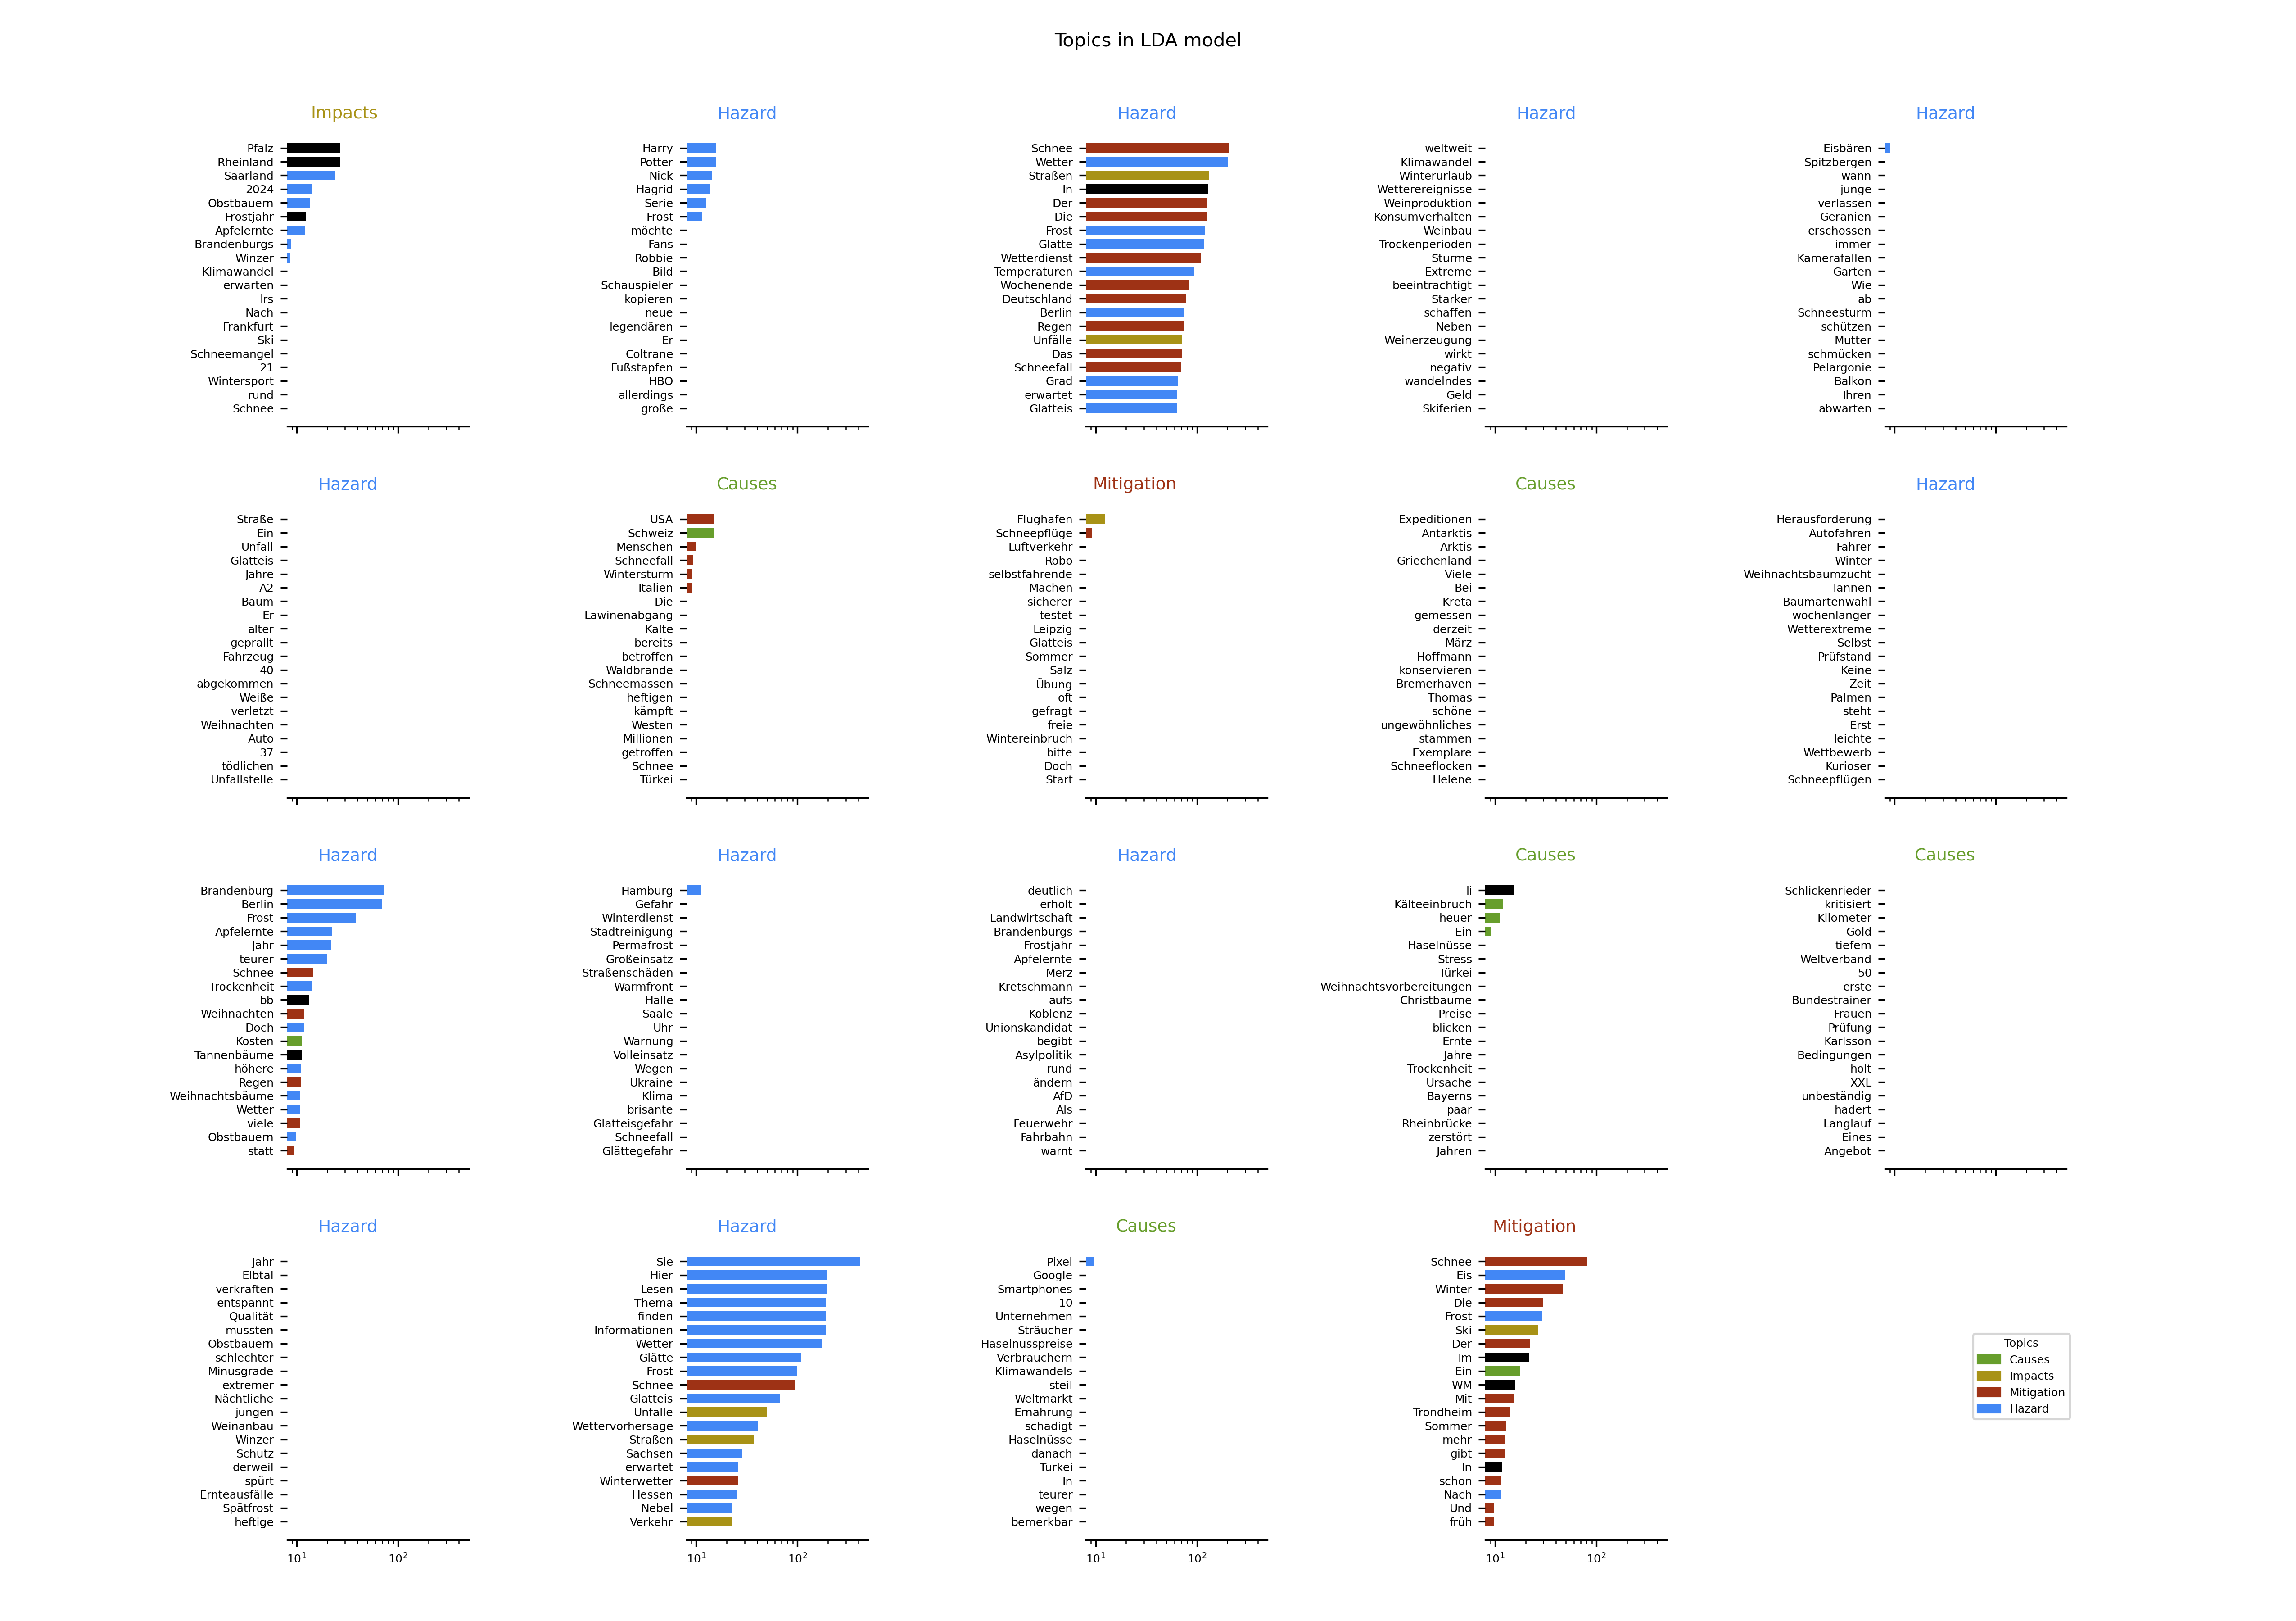 Topics in LDA model
Impacts
Pfalz
Rheinland
Saarland
2024
Obstbauern
Frostjahr
Apfelernte
Brandenburgs
Winzer
Klimawandel
erwarten
lrs
Nach
Frankfurt
Ski
Schneemangel
21
Wintersport
rund
Schnee
Hazard
Harry
Potter
Nick
Hagrid
Serie
Frost
möchte
Fans
Robbie
Bild
Schauspieler
kopieren
neue
legendären
Er
Coltrane
Fußstapfen
HBO
allerdings
große
Hazard
Schnee
Wetter
Straßen
In
Der
Die
Frost
Glätte
Wetterdienst
Temperaturen
Wochenende
Deutschland
Berlin
Regen
Unfälle
Das
Schneefall
Grad
erwartet
Glatteis
Hazard
weltweit
Klimawandel
Winterurlaub
Wetterereignisse
Weinproduktion
Konsumverhalten
Weinbau
Trockenperioden
Stürme
Extreme
beeinträchtigt
Starker
schaffen
Neben
Weinerzeugung
wirkt
negativ
wandelndes
Geld
Skiferien
Hazard
Eisbären
Spitzbergen
wann
junge
verlassen
Geranien
erschossen
immer
Kamerafallen
Garten
Wie
ab
Schneesturm
schützen
Mutter
schmücken
Pelargonie
Balkon
Ihren
abwarten
Hazard
Straße
Ein
Unfall
Glatteis
Jahre
A2
Baum
Er
alter
geprallt
Fahrzeug
40
abgekommen
Weiße
verletzt
Weihnachten
Auto
37
tödlichen
Unfallstelle
Causes
USA
Schweiz
Menschen
Schneefall
Wintersturm
Italien
Die
Lawinenabgang
Kälte
bereits
betroffen
Waldbrände
Schneemassen
heftigen
kämpft
Westen
Millionen
getroffen
Schnee
Türkei
Mitigation
Flughafen
Schneepflüge
Luftverkehr
Robo
selbstfahrende
Machen
sicherer
testet
Leipzig
Glatteis
Sommer
Salz
Übung
oft
gefragt
freie
Wintereinbruch
bitte
Doch
Start
Causes
Expeditionen
Antarktis
Arktis
Griechenland
Viele
Bei
Kreta
gemessen
derzeit
März
Hoffmann
konservieren
Bremerhaven
Thomas
schöne
ungewöhnliches
stammen
Exemplare
Schneeflocken
Helene
Hazard
Herausforderung
Autofahren
Fahrer
Winter
Weihnachtsbaumzucht
Tannen
Baumartenwahl
wochenlanger
Wetterextreme
Selbst
Prüfstand
Keine
Zeit
Palmen
steht
Erst
leichte
Wettbewerb
Kurioser
Schneepflügen
Hazard
Brandenburg
Berlin
Frost
Apfelernte
Jahr
teurer
Schnee
Trockenheit
bb
Weihnachten
Doch
Kosten
Tannenbäume
höhere
Regen
Weihnachtsbäume
Wetter
viele
Obstbauern
statt
Hazard
Hamburg
Gefahr
Winterdienst
Stadtreinigung
Permafrost
Großeinsatz
Straßenschäden
Warmfront
Halle
Saale
Uhr
Warnung
Volleinsatz
Wegen
Ukraine
Klima
brisante
Glatteisgefahr
Schneefall
Glättegefahr
Hazard
deutlich
erholt
Landwirtschaft
Brandenburgs
Frostjahr
Apfelernte
Merz
Kretschmann
aufs
Koblenz
Unionskandidat
begibt
Asylpolitik
rund
ändern
AfD
Als
Feuerwehr
Fahrbahn
warnt
Causes
li
Kälteeinbruch
heuer
Ein
Haselnüsse
Stress
Türkei
Weihnachtsvorbereitungen
Christbäume
Preise
blicken
Ernte
Jahre
Trockenheit
Ursache
Bayerns
paar
Rheinbrücke
zerstört
Jahren
Causes
Schlickenrieder
kritisiert
Kilometer
Gold
tiefem
Weltverband
50
erste
Bundestrainer
Frauen
Prüfung
Karlsson
Bedingungen
holt
XXL
unbeständig
hadert
Langlauf
Eines
Angebot
Hazard
Jahr
Elbtal
verkraften
entspannt
Qualität
mussten
Obstbauern
schlechter
Minusgrade
extremer
Nächtliche
jungen
Weinanbau
Winzer
Schutz
derweil
spürt
Ernteausfälle
Spätfrost
heftige
10¹ 10²
Hazard
Sie
Hier
Lesen
Thema
finden
Informationen
Wetter
Glätte
Frost
Schnee
Glatteis
Unfälle
Wettervorhersage
Straßen
Sachsen
erwartet
Winterwetter
Hessen
Nebel
Verkehr
10¹ 10²
Causes
Pixel
Google
Smartphones
10
Unternehmen
Sträucher
Haselnusspreise
Verbrauchern
Klimawandels
steil
Weltmarkt
Ernährung
schädigt
Haselnüsse
danach
Türkei
In
teurer
wegen
bemerkbar
10¹ 10²
Mitigation
Schnee
Eis
Winter
Die
Frost
Ski
Der
Im
Ein
WM
Mit
Trondheim
Sommer
mehr
gibt
In
schon
Nach
Und
früh
10¹ 10²
Topics
Causes
Impacts
Mitigation
Hazard